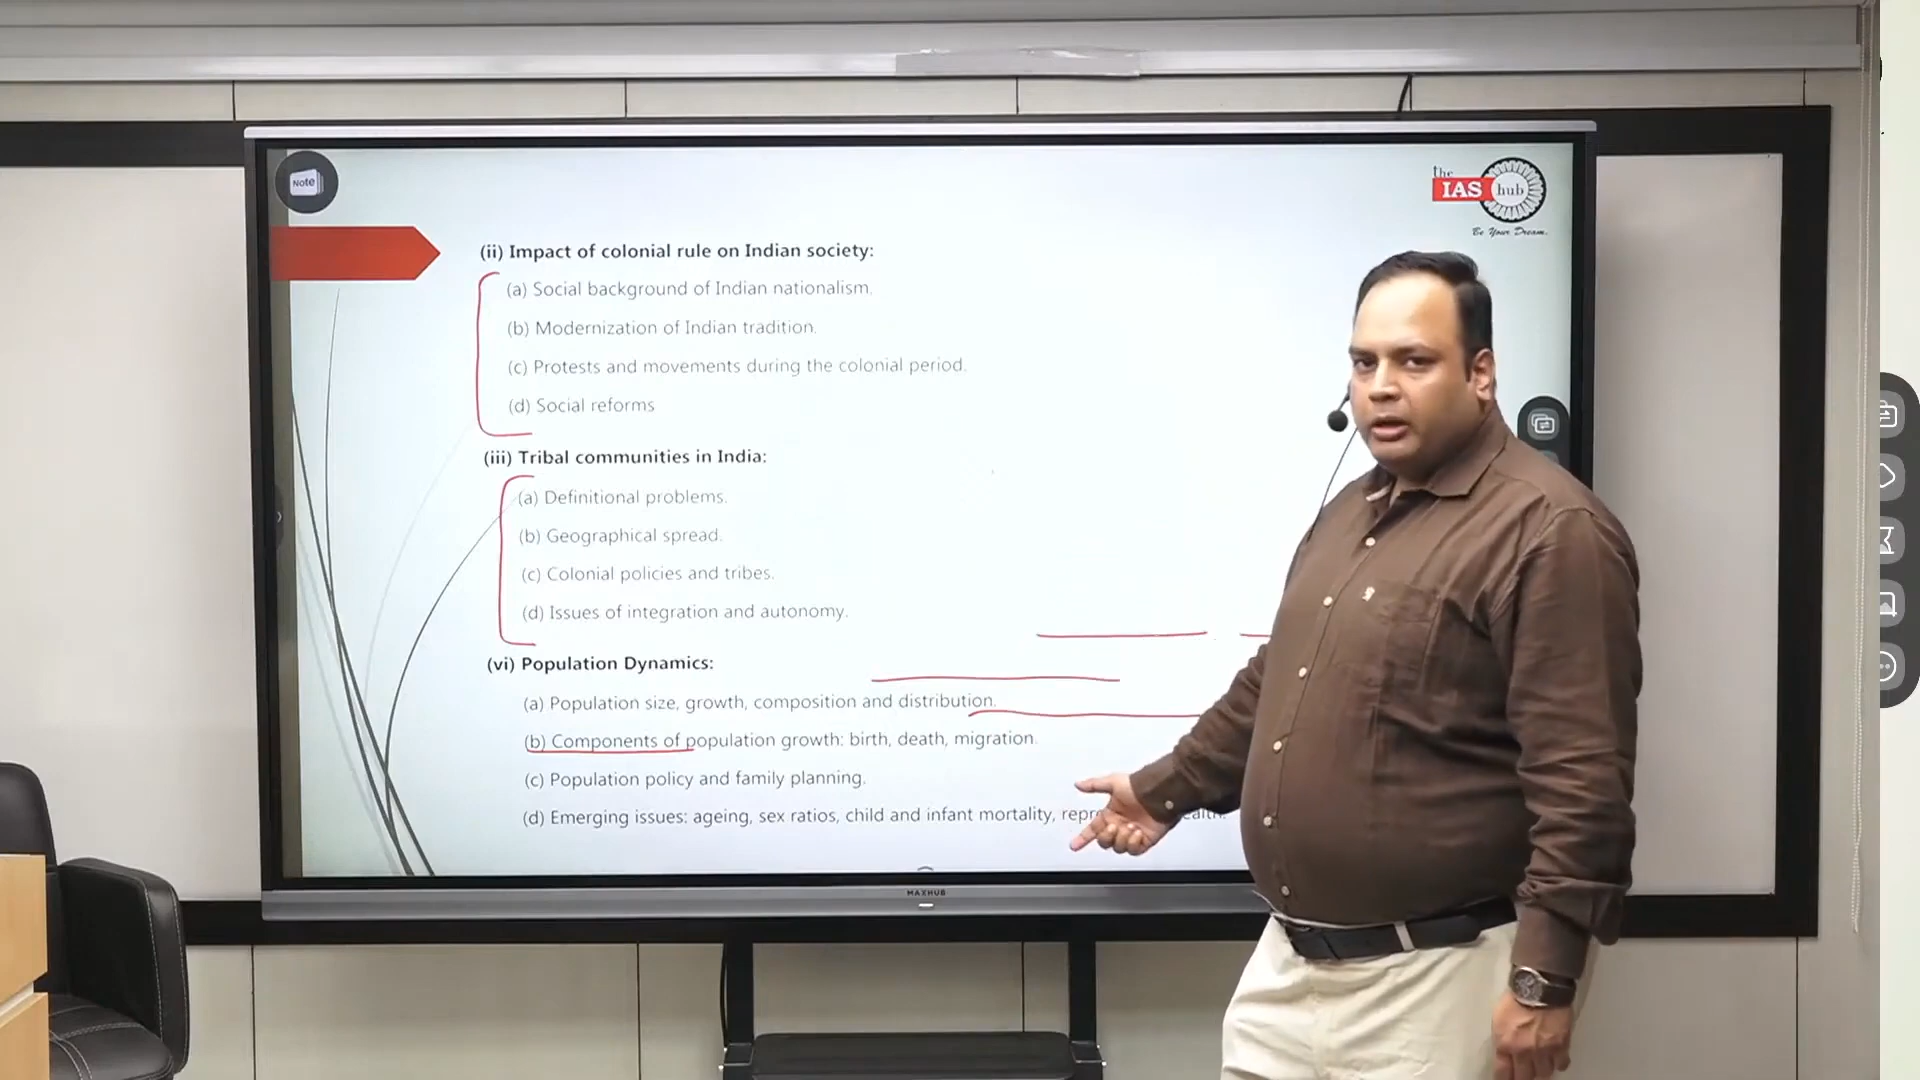 Note
the
IAS hub
Be Your Dream.
(ii) Impact of colonial rule on Indian society:
(a) Social background of Indian nationalism.
(b) Modernization of Indian tradition.
(c) Protests and movements during the colonial period.
(d) Social reforms
(iii) Tribal communities in India:
(a) Definitional problems.
(b) Geographical spread.
(c) Colonial policies and tribes.
(d) Issues of integration and autonomy.
(vi) Population Dynamics:
(a) Population size, growth, composition and distribution.
(b) Components of population growth: birth, death, migration.
(c) Population policy and family planning.
(d) Emerging issues: ageing, sex ratios, child and infant mortality,
MAXHUB